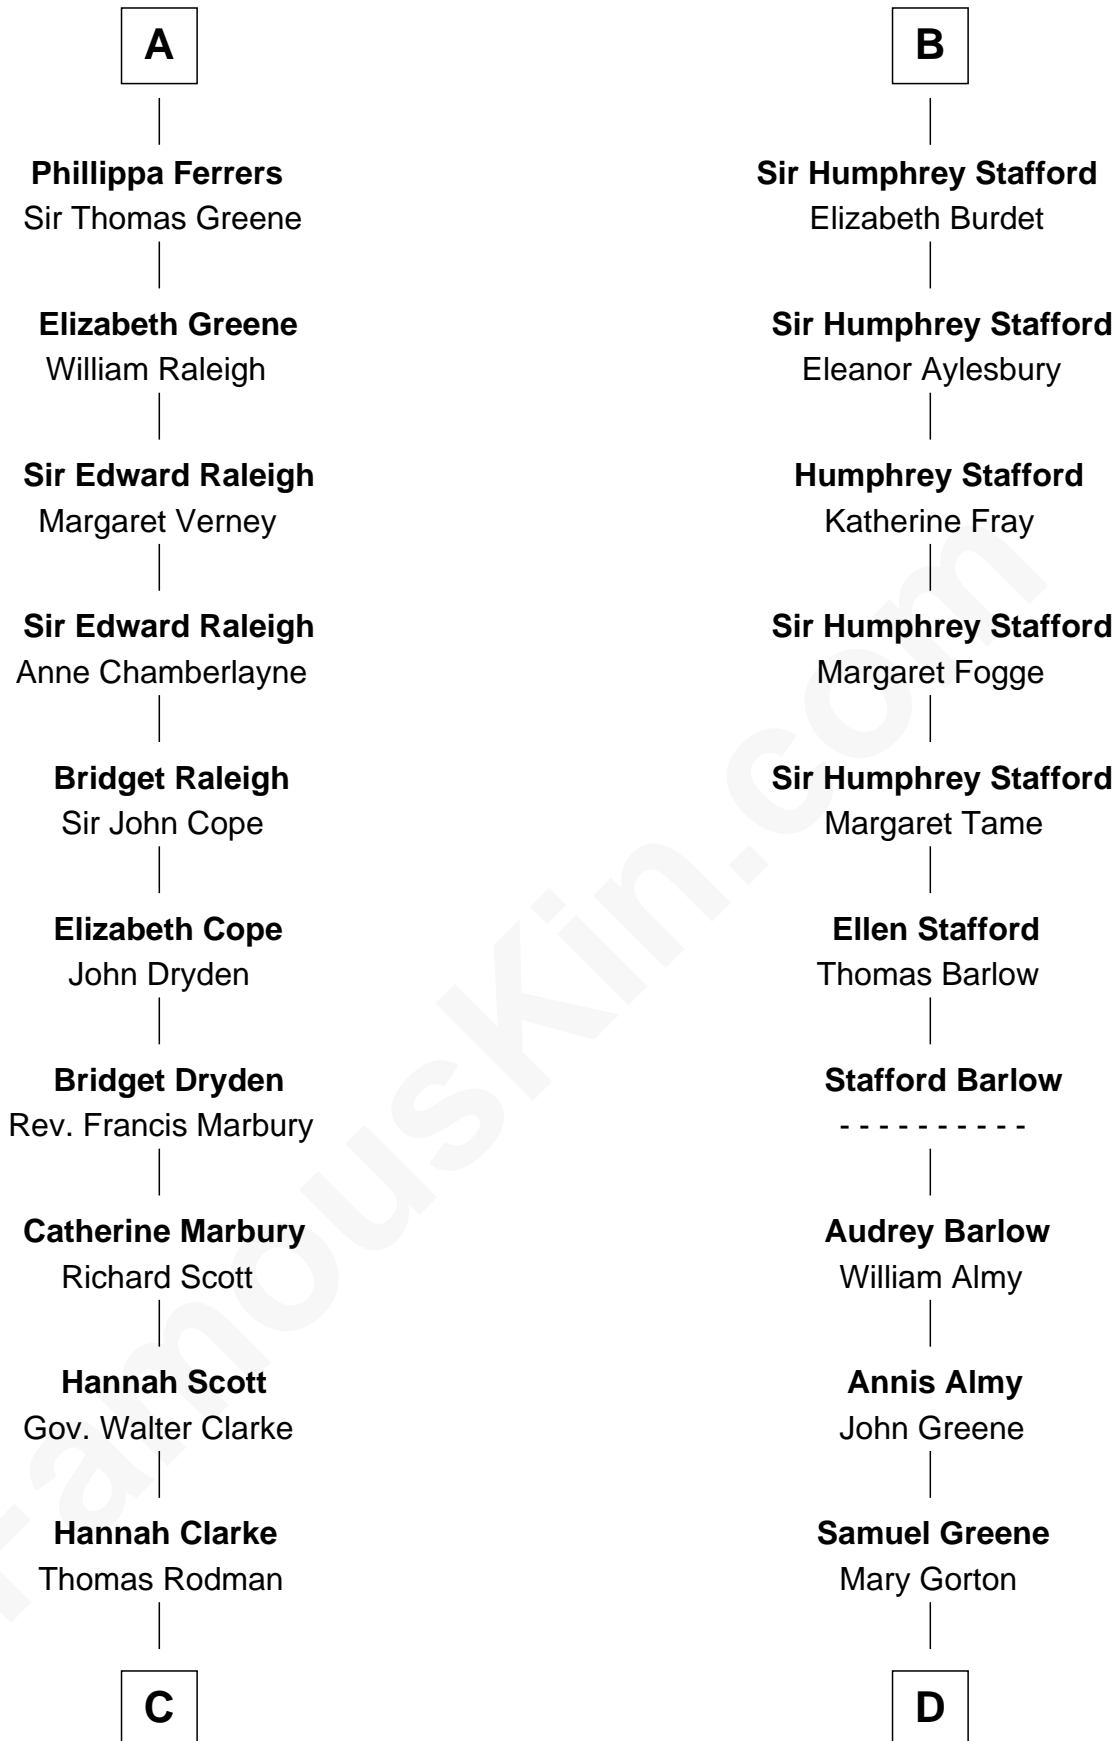 A
Phillippa Ferrers
Sir Thomas Greene
Elizabeth Greene
William Raleigh
Sir Edward Raleigh
Margaret Verney
Sir Edward Raleigh
Anne Chamberlayne
Bridget Raleigh
Sir John Cope
Elizabeth Cope
John Dryden
Bridget Dryden
Rev. Francis Marbury
Catherine Marbury
Richard Scott
Hannah Scott
Gov. Walter Clarke
Hannah Clarke
Thomas Rodman
C
B
Sir Humphrey Stafford
Elizabeth Burdet
Sir Humphrey Stafford
Eleanor Aylesbury
Humphrey Stafford
Katherine Fray
Sir Humphrey Stafford
Margaret Fogge
Sir Humphrey Stafford
Margaret Tame
Ellen Stafford
Thomas Barlow
Stafford Barlow
- - - - - - - - - -
Audrey Barlow
William Almy
Annis Almy
John Greene
Samuel Greene
Mary Gorton
D
FamousKin.com